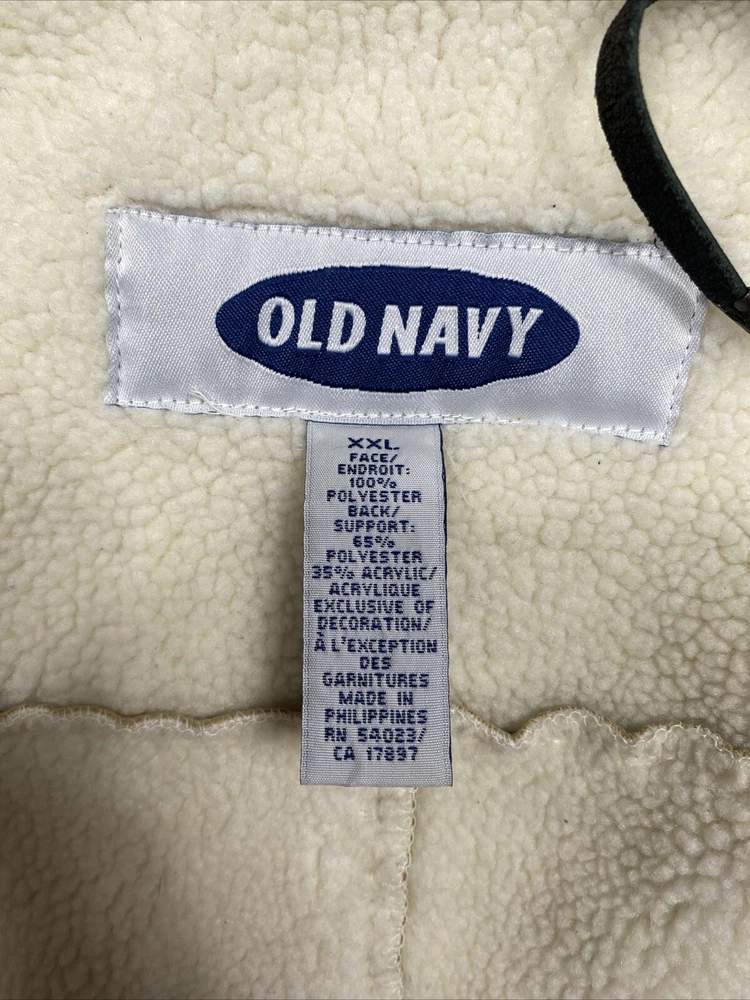 OLD NAVY
XXL
FACE/
ENDROIT:
100%
POLYESTER
BACK/
SUPPORT:
65%
POLYESTER
35% ACRYLIC/
ACRYLIQUE
EXCLUSIVE OF
DECORATION/
À L'EXCEPTION
DES
GARNITURES
MADE IN
PHILIPPINES
RN 54023/
CA 17897